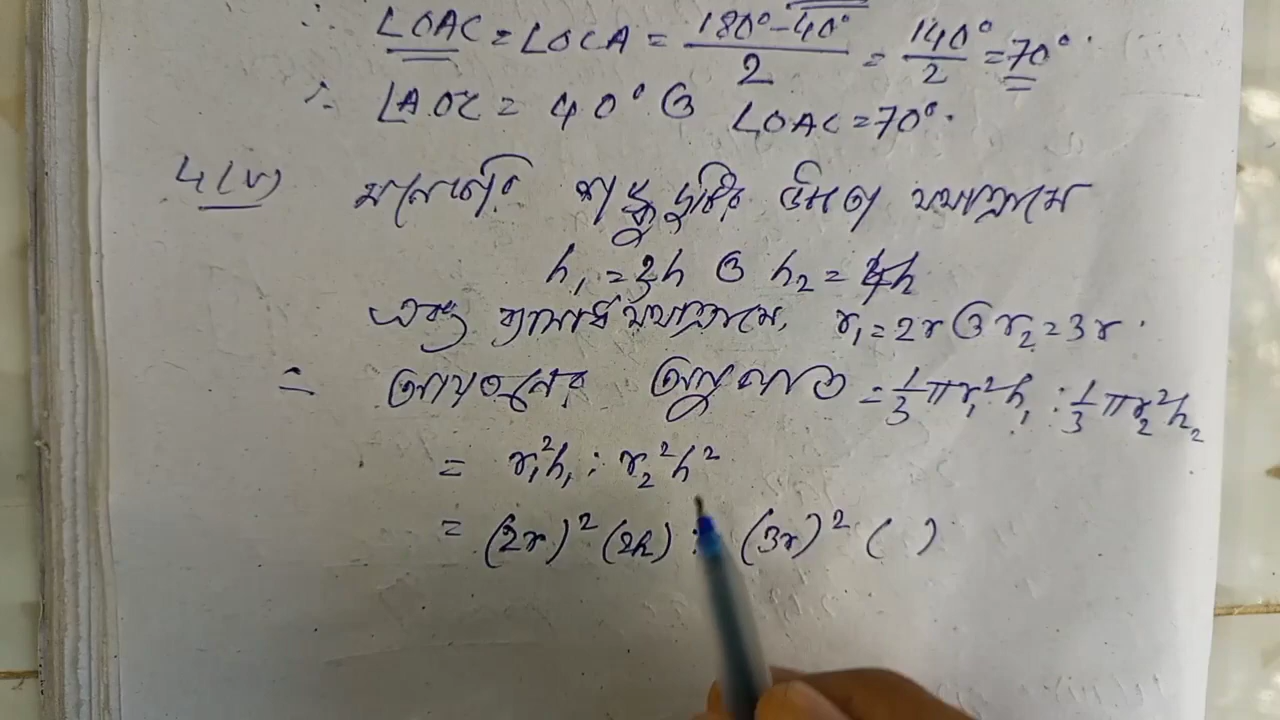 ∴ ∠OAC = ∠OCA = (180° - 40°)/2 = 140°/2 = 70°.
∴ ∠AOC = 40° ও ∠OAC = 70°.
4(v) মনেকরি শঙ্কু দুটির উচ্চতা যথাক্রমে
h₁ = 2h ও h₂ = h
এবং ব্যাসার্ধ যথাক্রমে, r₁ = 2r ও r₂ = 3r.
= আয়তনের অনুপাত = 1/3 πr₁²h₁ : 1/3 πr₂²h₂
= r₁²h₁ : r₂²h²
= (2r)² (2h) : (3r)² ( )